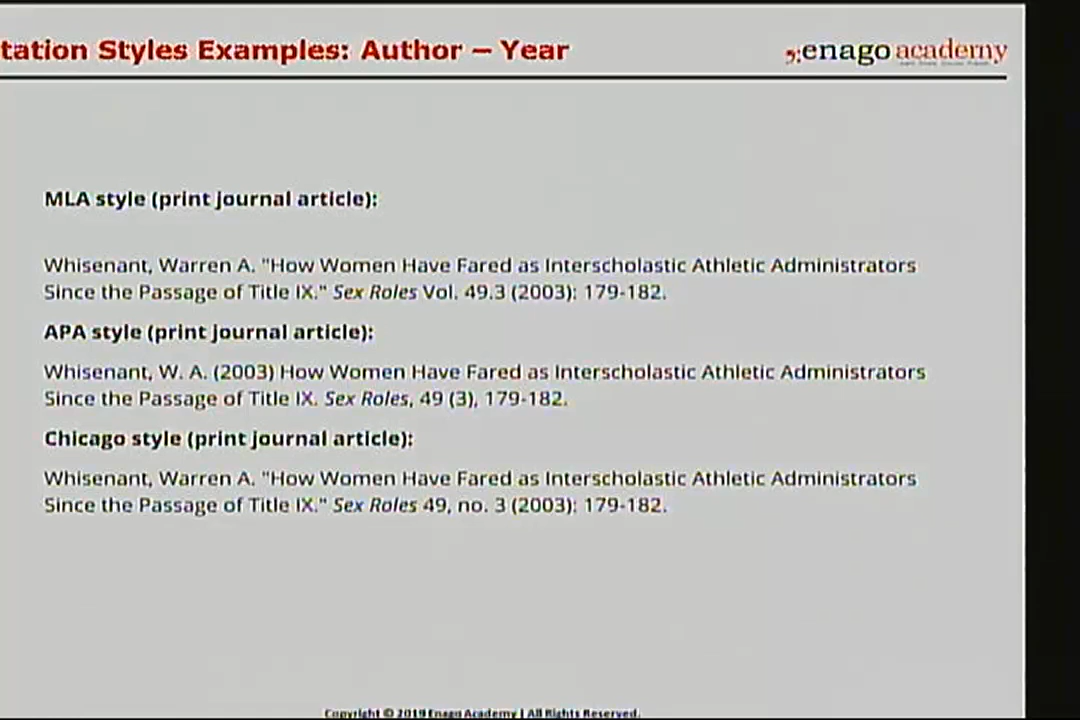 tation Styles Examples: Author – Year
enago academy
MLA style (print journal article):
Whisenant, Warren A. "How Women Have Fared as Interscholastic Athletic Administrators
Since the Passage of Title IX." Sex Roles Vol. 49.3 (2003): 179-182.
APA style (print journal article):
Whisenant, W. A. (2003) How Women Have Fared as Interscholastic Athletic Administrators
Since the Passage of Title IX. Sex Roles, 49 (3), 179-182.
Chicago style (print journal article):
Whisenant, Warren A. "How Women Have Fared as Interscholastic Athletic Administrators
Since the Passage of Title IX." Sex Roles 49, no. 3 (2003): 179-182.
Copyright © 2019 Enago Academy | All Rights Reserved.